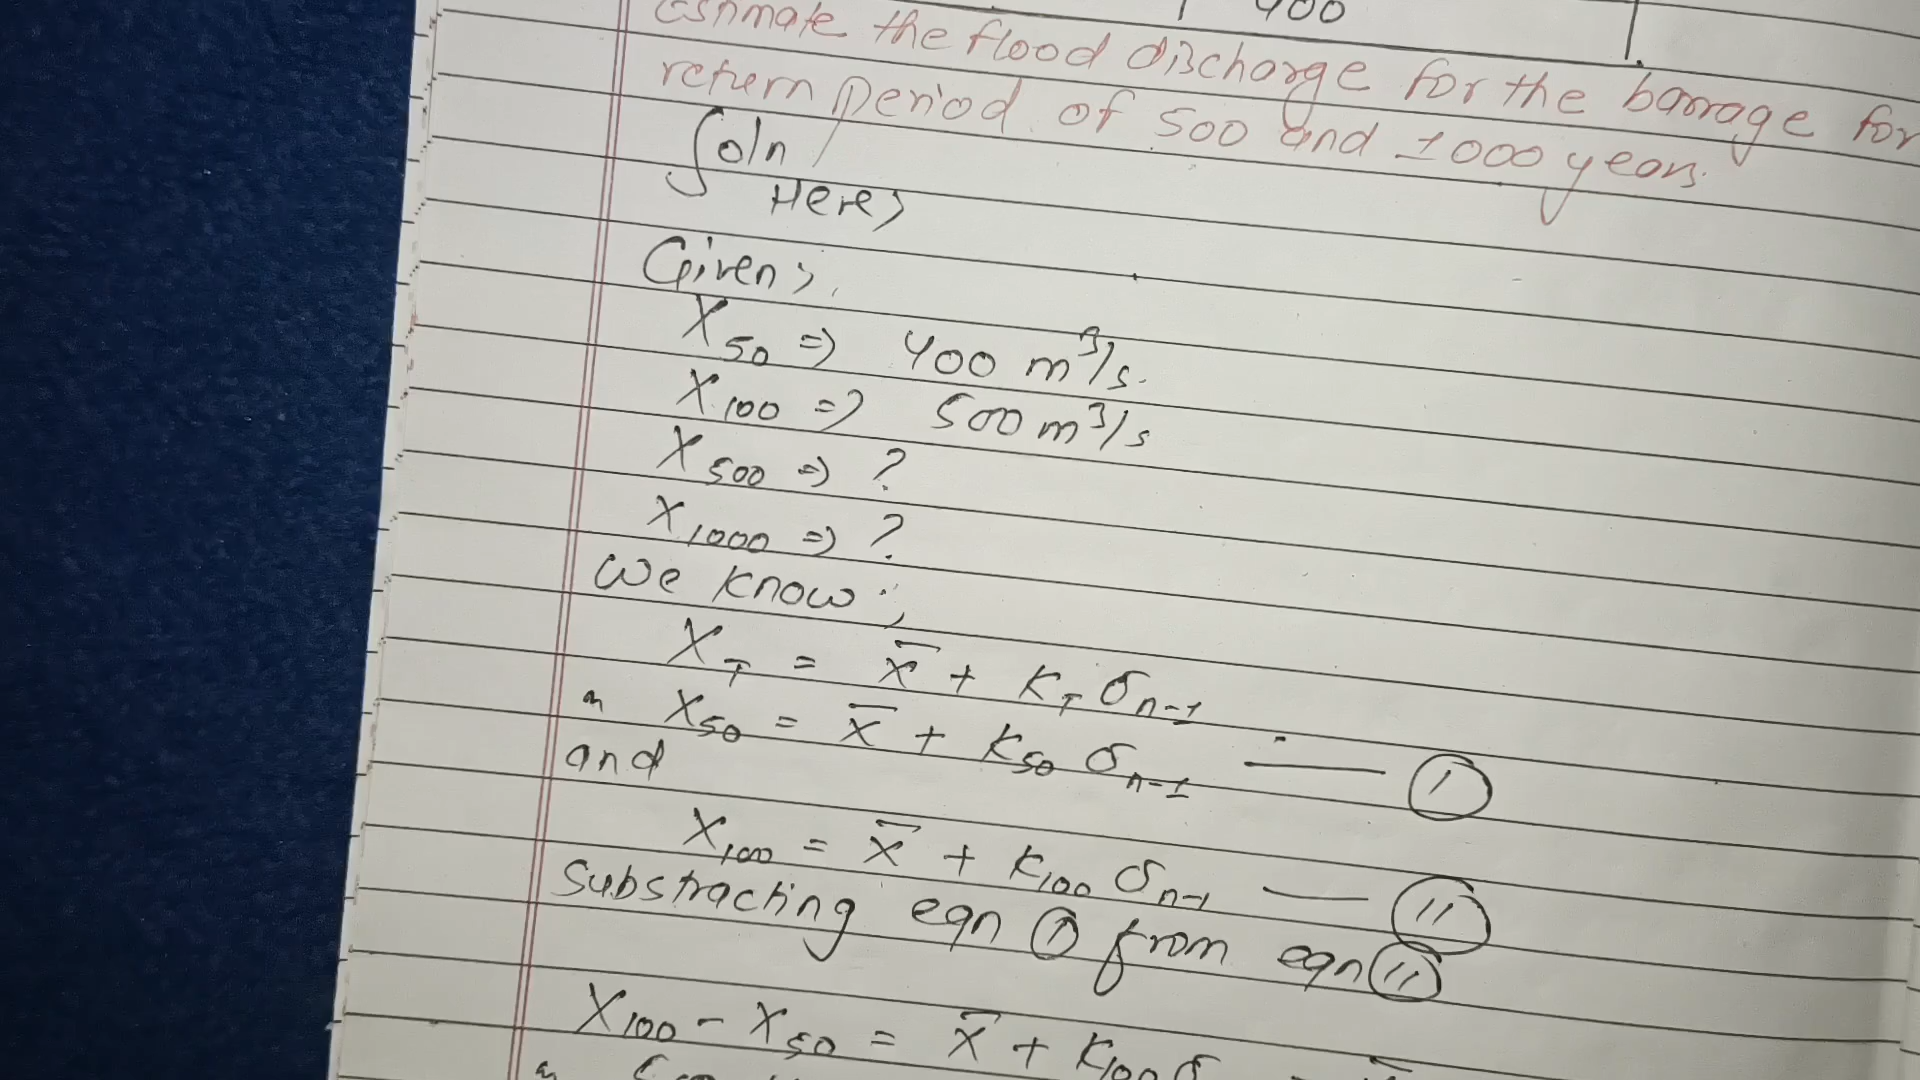 400
Estimate the flood discharge for the barrage for
return period of 500 and 1000 years.
Soln
Here,
Given,
X50 => 400 m³/s.
X100 => 500 m³/s
X500 => ?
X1000 => ?
We know;
XT = x̄ + KT σn-1
X50 = x̄ + K50 σn-1 — (I)
and
X100 = x̄ + K100 σn-1 — (II)
Substracting eqn (I) from eqn (II)
X100 - X50 = x̄ + K100 σ